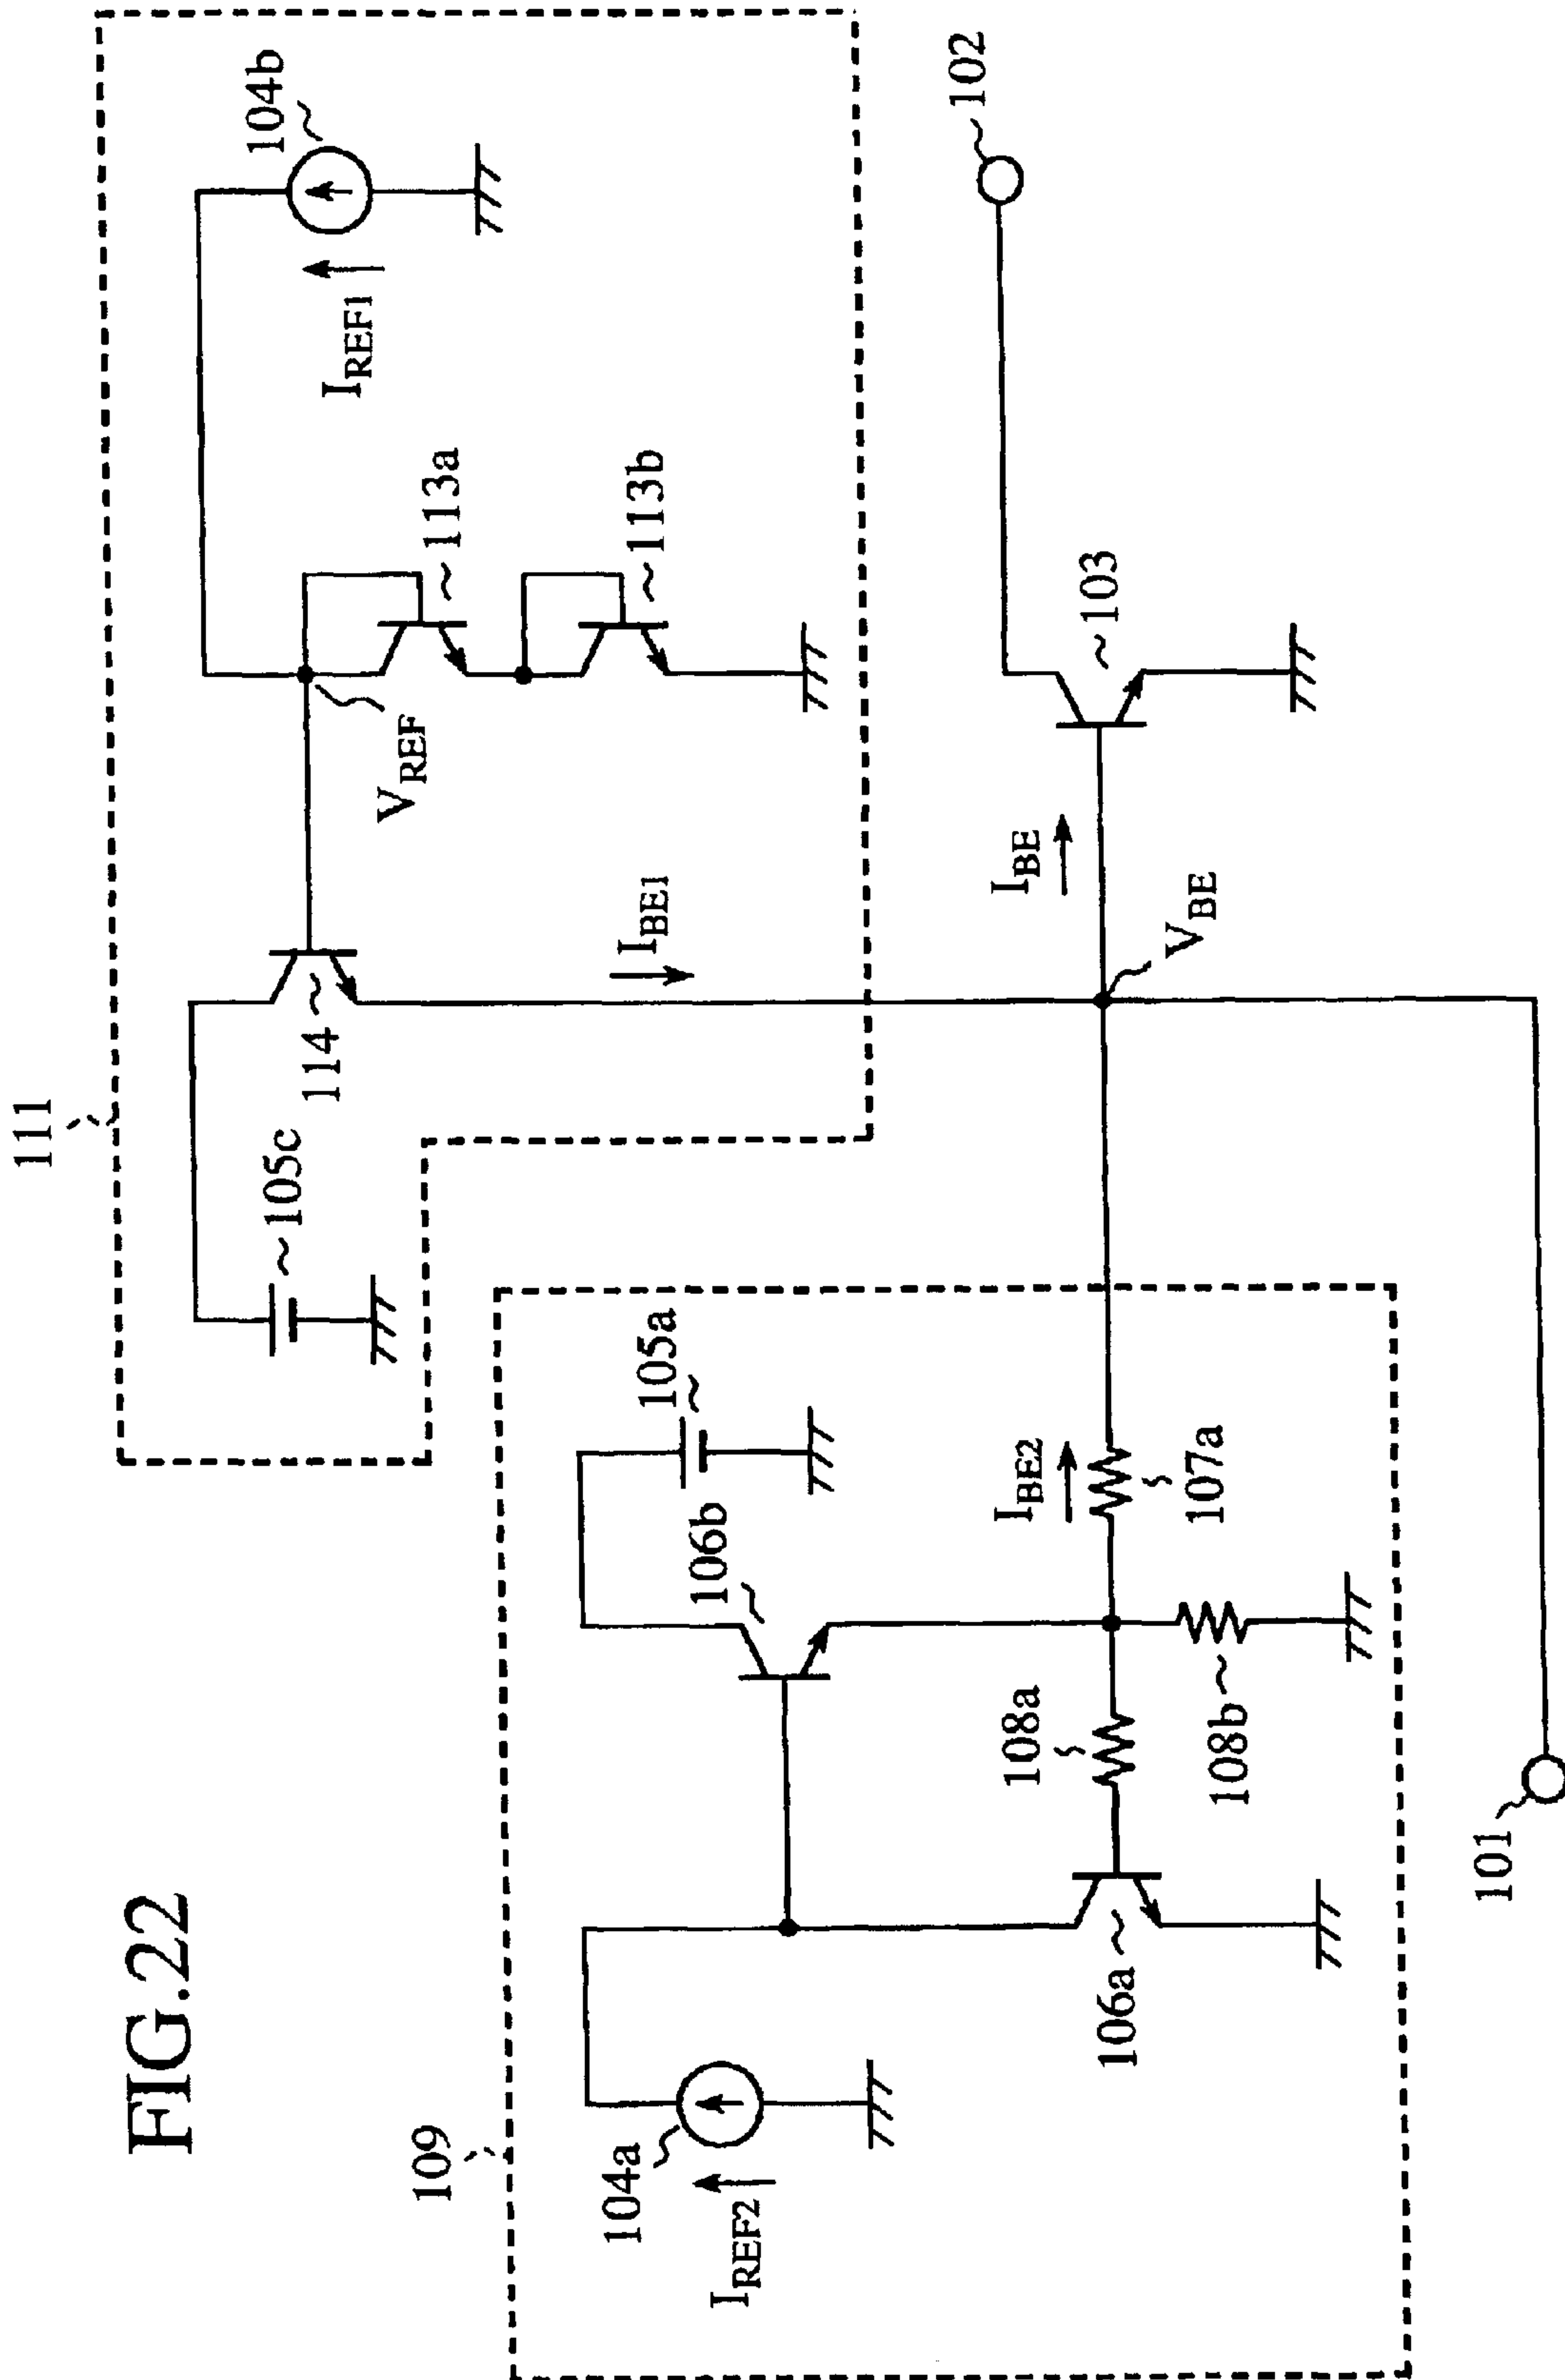 FIG.22
111
105c
114
I_BE1
V_REF
113a
113b
I_REF1
104b
109
104a
I_REF2
106a
106b
105a
108a
108b
I_BE2
107a
I_BE
V_BE
103
102
101